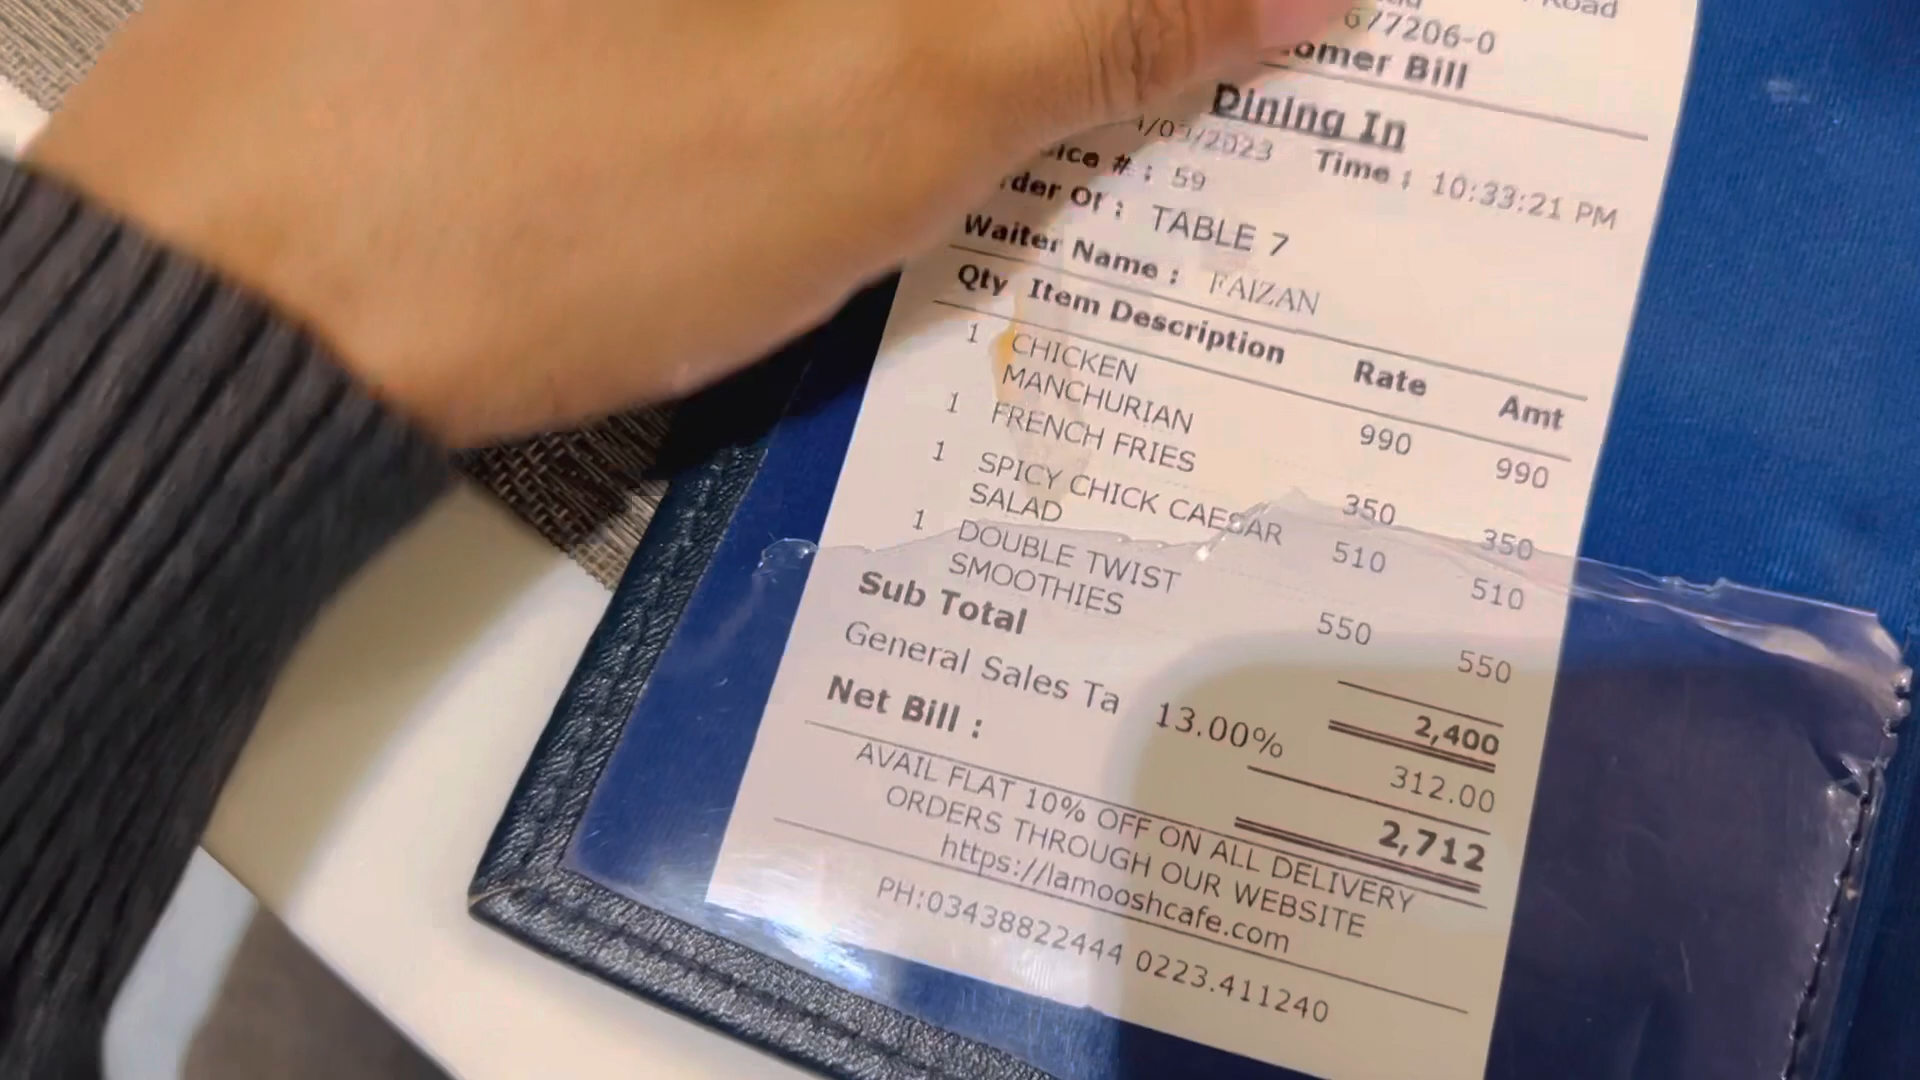 Road
677206-0
omer Bill
Dining In
/2023 Time : 10:33:21 PM
ice # : 59
der Of : TABLE 7
Waiter Name : FAIZAN
Qty Item Description Rate Amt
1 CHICKEN MANCHURIAN 990 990
1 FRENCH FRIES 350 350
1 SPICY CHICK CAESAR SALAD 510 510
1 DOUBLE TWIST SMOOTHIES 550 550
Sub Total 2,400
General Sales Ta 13.00% 312.00
Net Bill : 2,712
AVAIL FLAT 10% OFF ON ALL DELIVERY
ORDERS THROUGH OUR WEBSITE
https://lamooshcafe.com
PH:03438822444 0223.411240